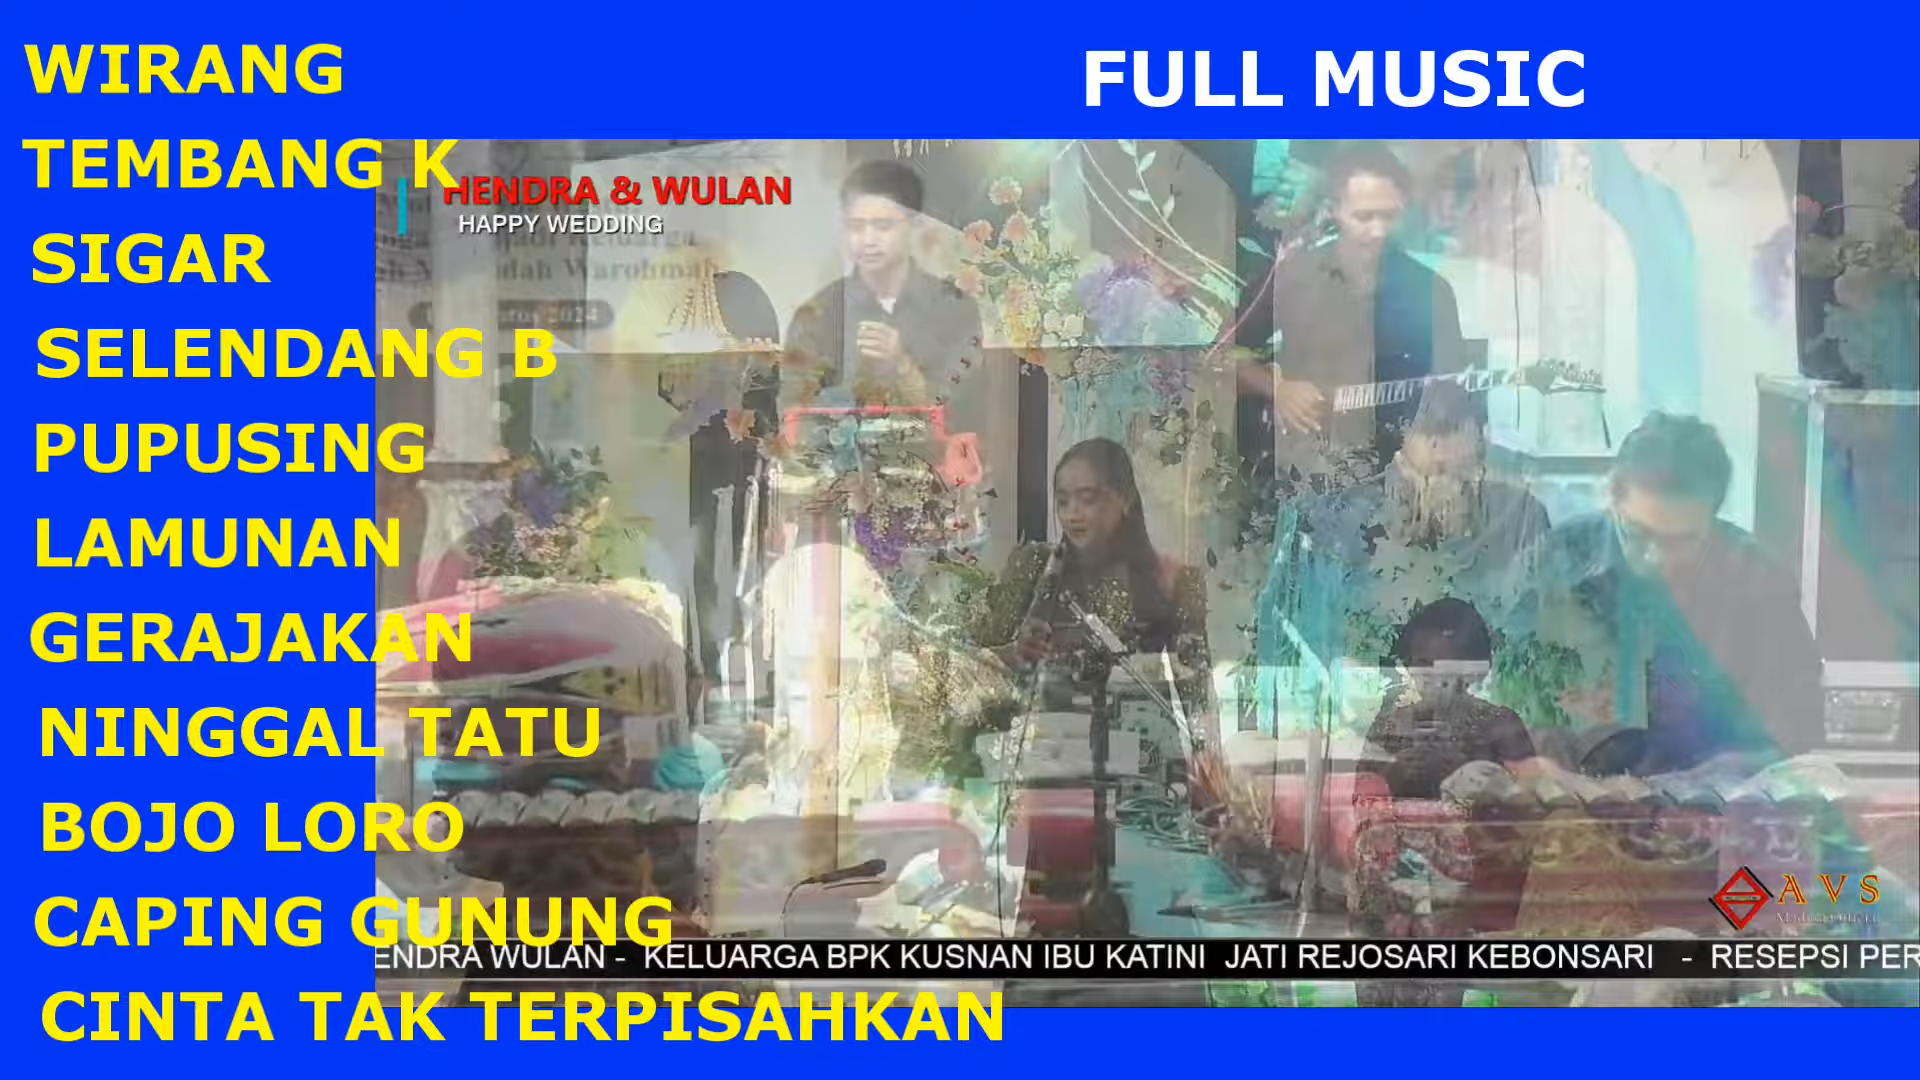 WIRANG
FULL MUSIC
TEMBANG K
HENDRA & WULAN
HAPPY WEDDING
SIGAR
SELENDANG B
PUPUSING
LAMUNAN
GERAJAKAN
NINGGAL TATU
BOJO LORO
CAPING GUNUNG
AVS
ENDRA WULAN - KELUARGA BPK KUSNAN IBU KATINI JATI REJOSARI KEBONSARI - RESEPSI PER
CINTA TAK TERPISAHKAN